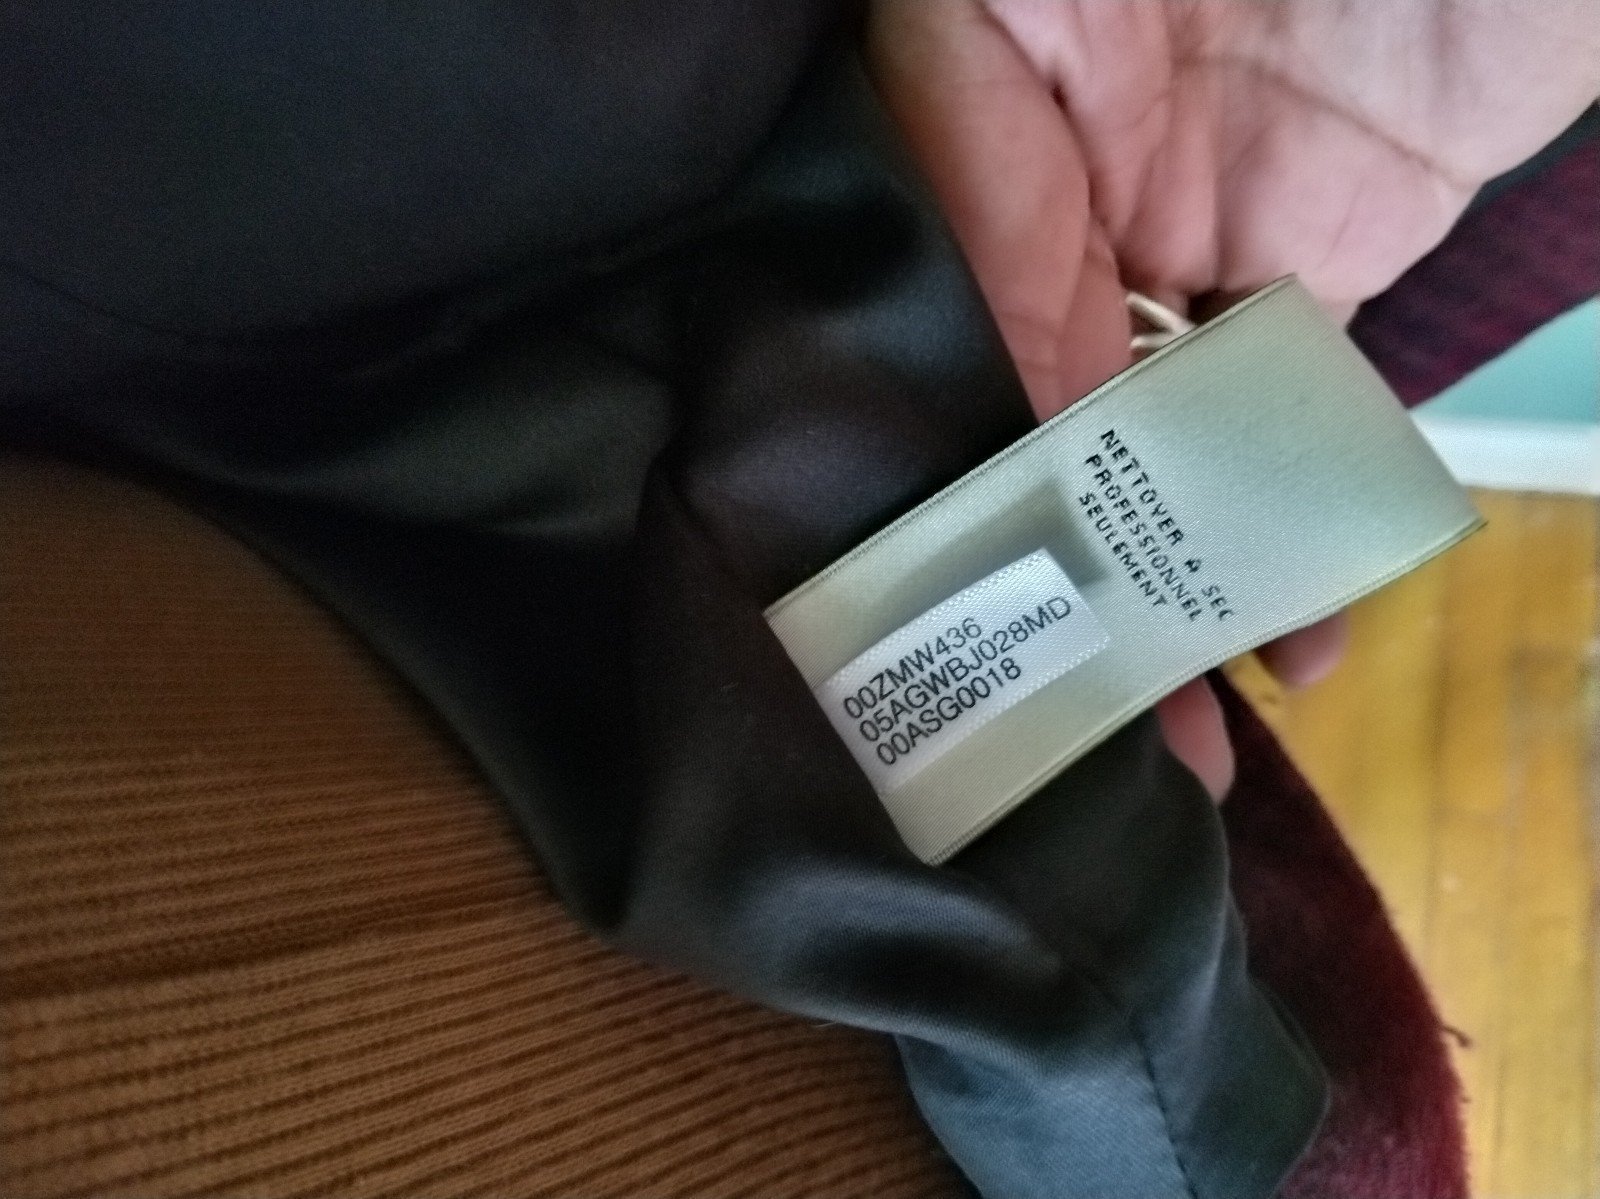 NETTOYER A SEC
PROFESSIONNEL
SEULEMENT
00ZMW436
05AGWBJ028MD
00ASG0018